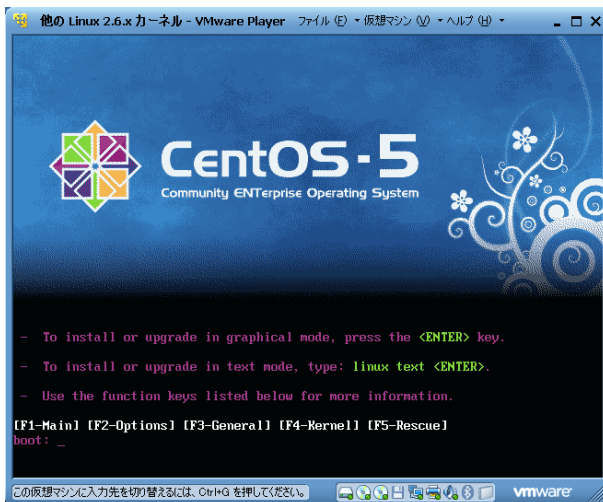 他の Linux 2.6.x カーネル - VMware Player ファイル (F) 仮想マシン (V) ヘルプ (H)
CentOS-5
Community ENTerprise Operating System
- To install or upgrade in graphical mode, press the <ENTER> key.
- To install or upgrade in text mode, type: linux text <ENTER>.
- Use the function keys listed below for more information.
[F1-Main] [F2-Options] [F3-General] [F4-Kernel] [F5-Rescue]
boot: _
この仮想マシンに入力先を切り替えるには、Ctrl+G を押してください。 vmware